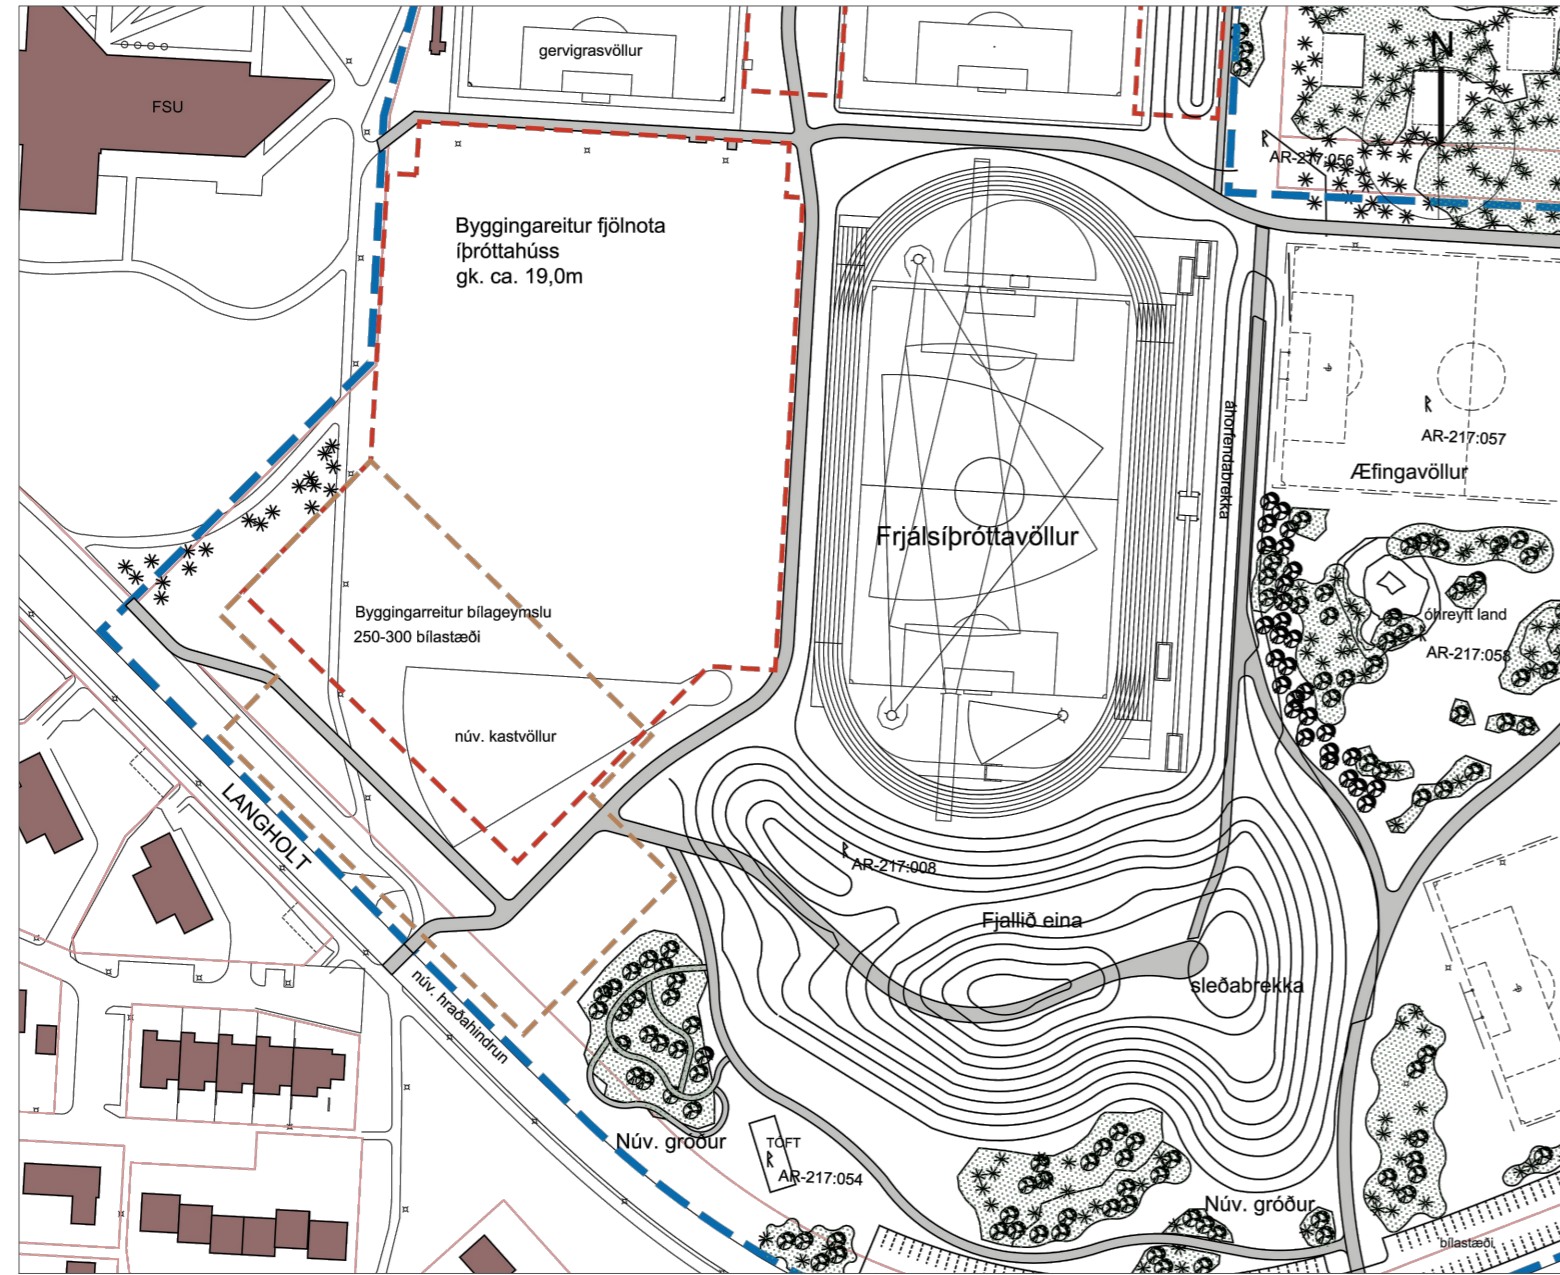 gervigrasvöllur
FSU
N
AR-217:056
Byggingareitur fjölnota
íþróttahúss
gk. ca. 19,0m
áhorfendabrekka
AR-217:057
Æfingavöllur
Frjálsíþróttavöllur
Byggingarreitur bílageymslu
250-300 bílastæði
óhreyft land
AR-217:058
núv. kastvöllur
LANGHOLT
AR-217:008
Fjallið eina
sleðabrekka
núv. hraðahindrun
Núv. gróður
TOFT
AR-217:054
Núv. gróður
bílastæði